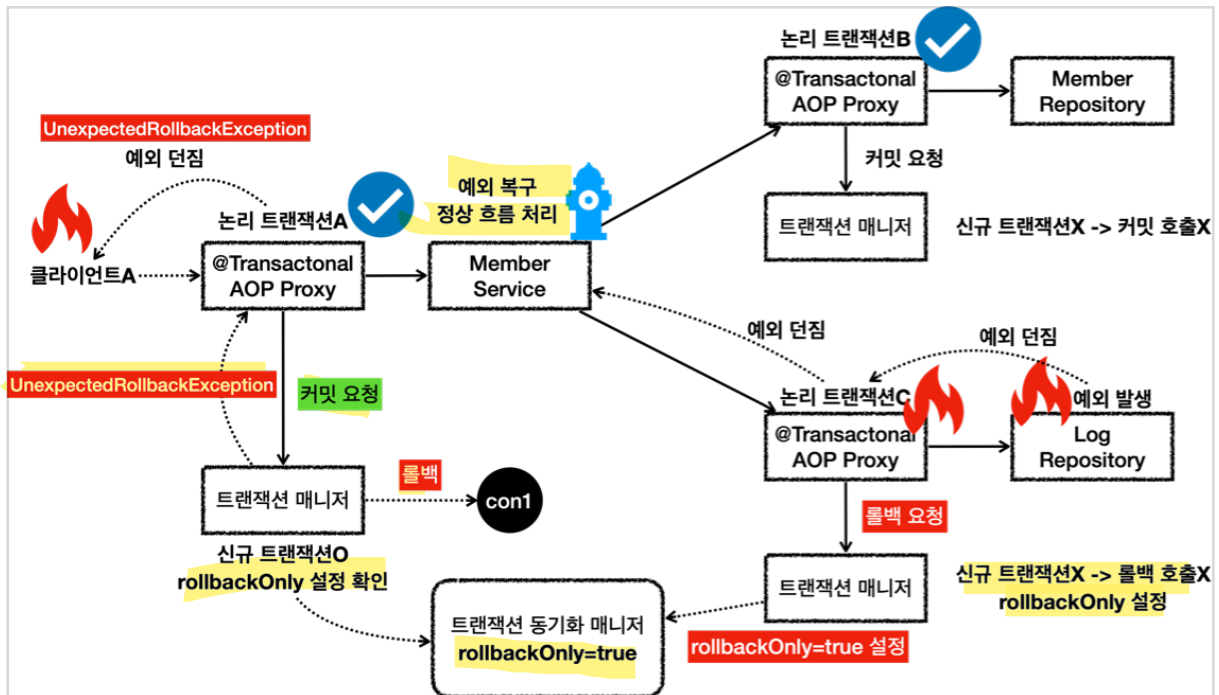 논리 트랜잭션B
@Transactonal
AOP Proxy
Member
Repository
커밋 요청
트랜잭션 매니저
신규 트랜잭션X -> 커밋 호출X
UnexpectedRollbackException
예외 던짐
논리 트랜잭션A
예외 복구
정상 흐름 처리
클라이언트A
@Transactonal
AOP Proxy
Member
Service
UnexpectedRollbackException
커밋 요청
트랜잭션 매니저
롤백
con1
신규 트랜잭션O
rollbackOnly 설정 확인
예외 던짐
예외 던짐
논리 트랜잭션C
예외 발생
@Transactonal
AOP Proxy
Log
Repository
롤백 요청
트랜잭션 매니저
신규 트랜잭션X -> 롤백 호출X
rollbackOnly 설정
rollbackOnly=true 설정
트랜잭션 동기화 매니저
rollbackOnly=true